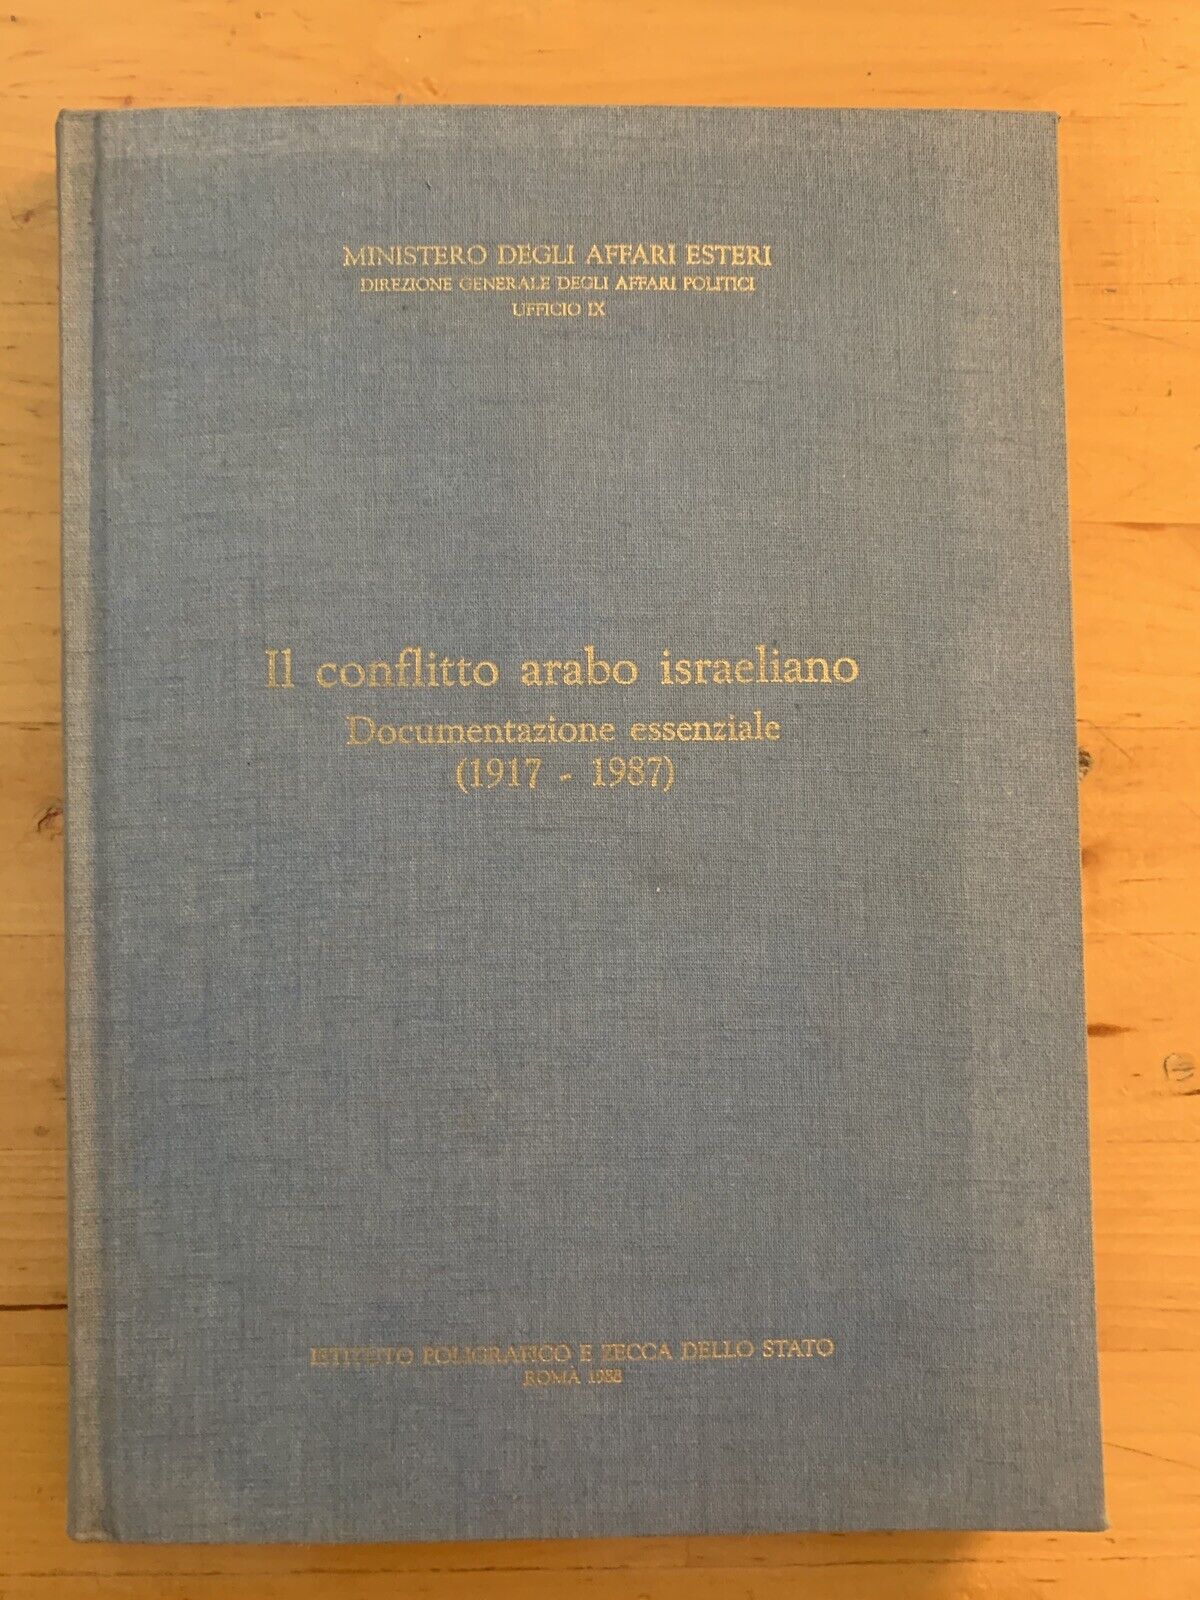 MINISTERO DEGLI AFFARI ESTERI
DIREZIONE GENERALE DEGLI AFFARI POLITICI
UFFICIO IX
Il conflitto arabo israeliano
Documentazione essenziale
(1917 - 1987)
ISTITUTO POLIGRAFICO E ZECCA DELLO STATO
ROMA 1988